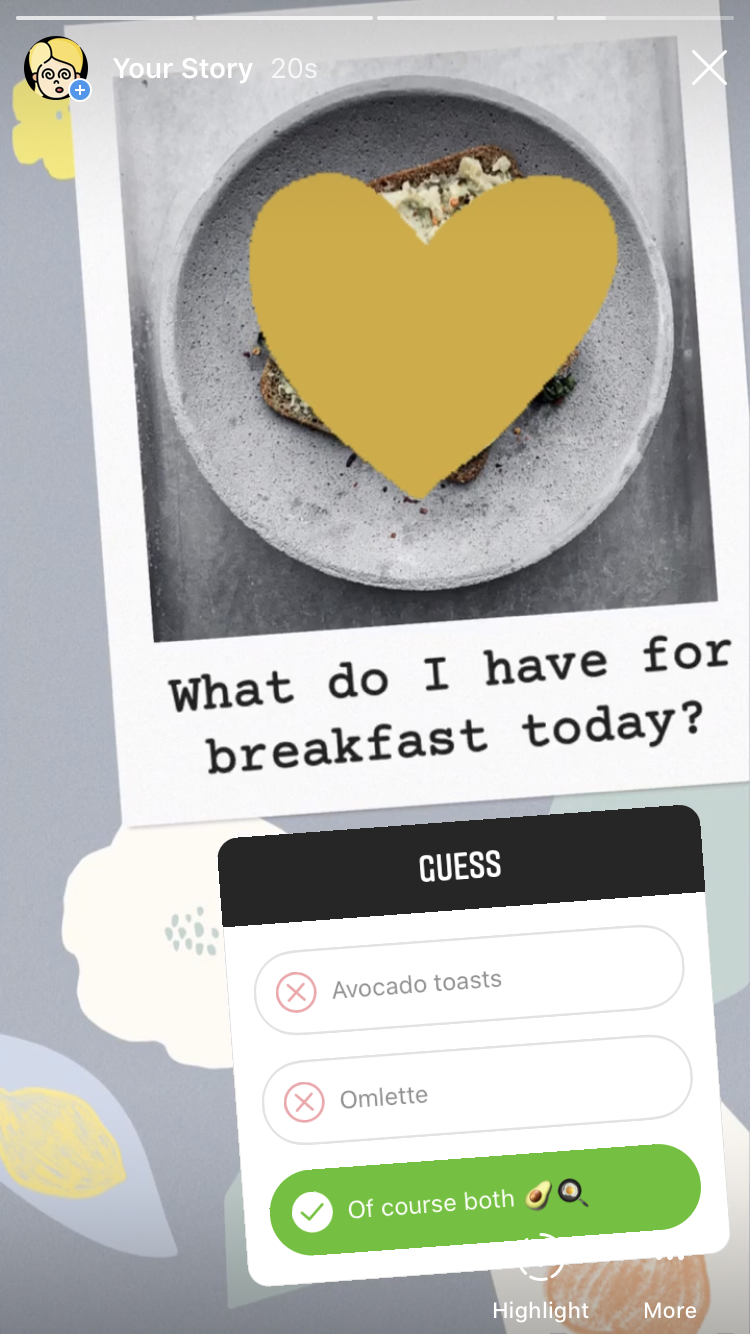 Your Story 20s
What do I have for
breakfast today?
GUESS
Avocado toasts
Omlette
Of course both 🥑🍳
Highlight More